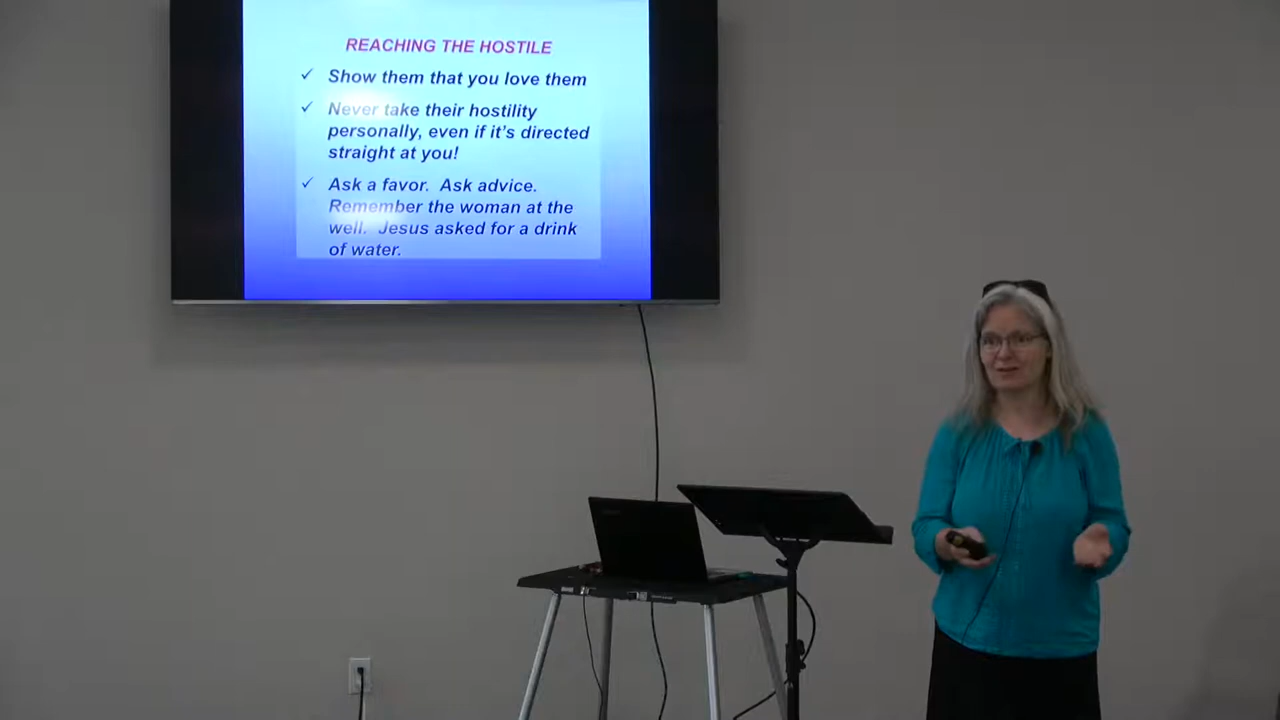 REACHING THE HOSTILE
✓ Show them that you love them
✓ Never take their hostility
personally, even if it's directed
straight at you!
✓ Ask a favor. Ask advice.
Remember the woman at the
well. Jesus asked for a drink
of water.